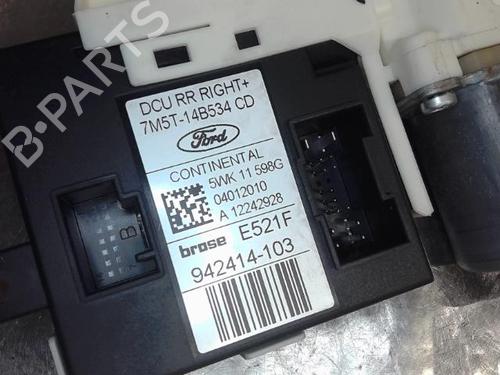 B-PARTS
DCU RR RIGHT+
7M5T-14B534 CD
Ford
CONTINENTAL
5WK 11 598G
04012010
A 12242928
brose E521F
942414-103
B